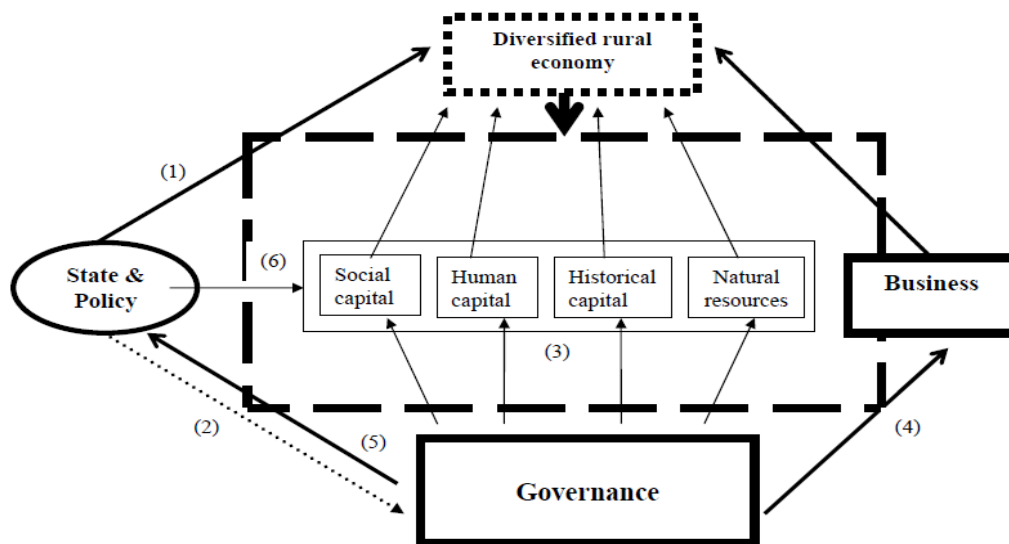 Diversified rural
economy
(1)
State &
Policy
(6)
Social
capital
Human
capital
Historical
capital
Natural
resources
Business
(3)
(2)
(5)
(4)
Governance